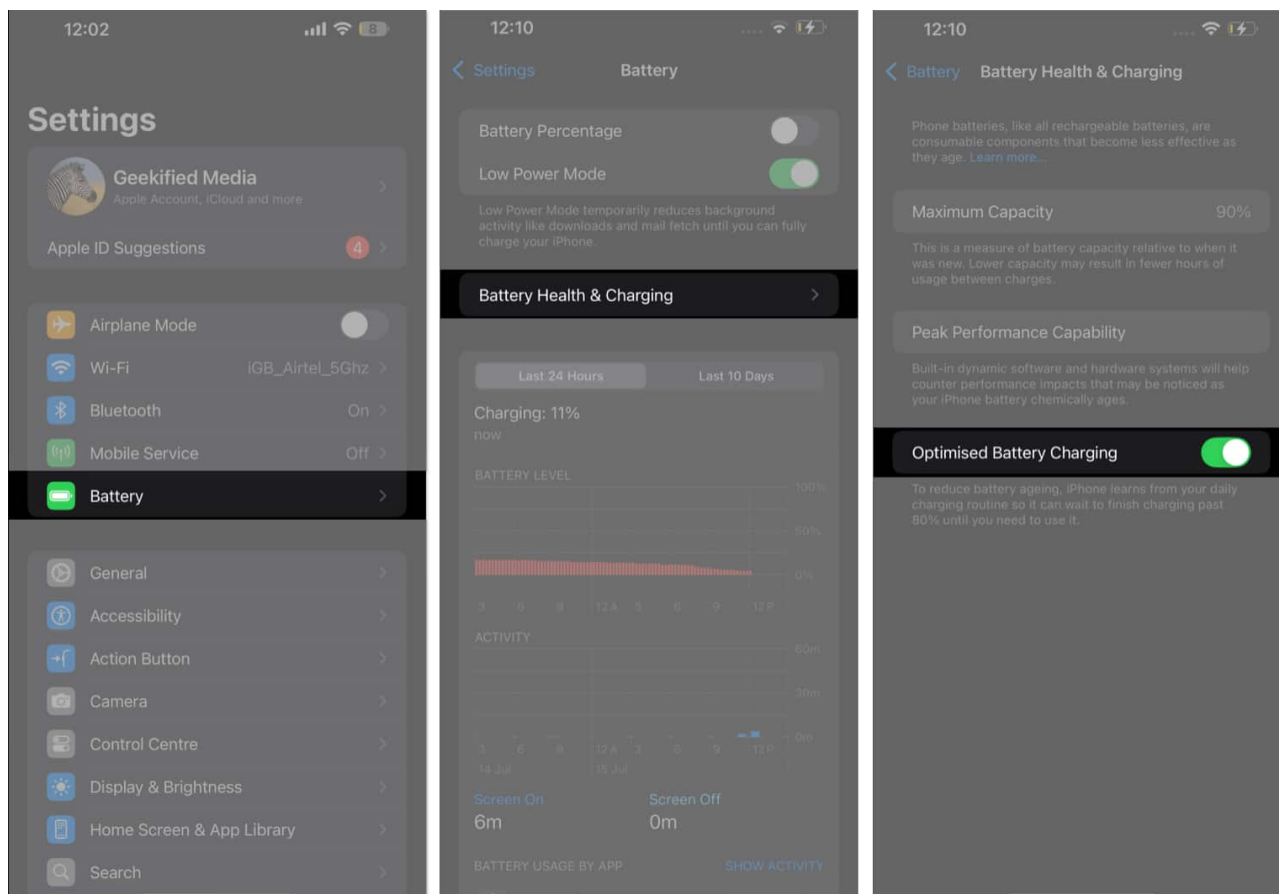 12:02
8
Settings
Geekified Media
Apple Account, iCloud and more
Apple ID Suggestions 4
Airplane Mode
Wi-Fi iGB_Airtel_5Ghz
Bluetooth On
Mobile Service Off
Battery
General
Accessibility
Action Button
Camera
Control Centre
Display & Brightness
Home Screen & App Library
Search
12:10
Settings Battery
Battery Percentage
Low Power Mode
Low Power Mode temporarily reduces background
activity like downloads and mail fetch until you can fully
charge your iPhone.
Battery Health & Charging
Last 24 Hours Last 10 Days
Charging: 11%
now
BATTERY LEVEL
100%
50%
0%
3 6 9 12 A 3 6 9 12 P
ACTIVITY
60m
30m
0m
3 6 9 12 A 3 6 9 12 P
14 Jul 15 Jul
Screen On Screen Off
6m 0m
BATTERY USAGE BY APP SHOW ACTIVITY
12:10
Battery Battery Health & Charging
Phone batteries, like all rechargeable batteries, are
consumable components that become less effective as
they age. Learn more...
Maximum Capacity 90%
This is a measure of battery capacity relative to when it
was new. Lower capacity may result in fewer hours of
usage between charges.
Peak Performance Capability
Built-in dynamic software and hardware systems will help
counter performance impacts that may be noticed as
your iPhone battery chemically ages.
Optimised Battery Charging
To reduce battery ageing, iPhone learns from your daily
charging routine so it can wait to finish charging past
80% until you need to use it.